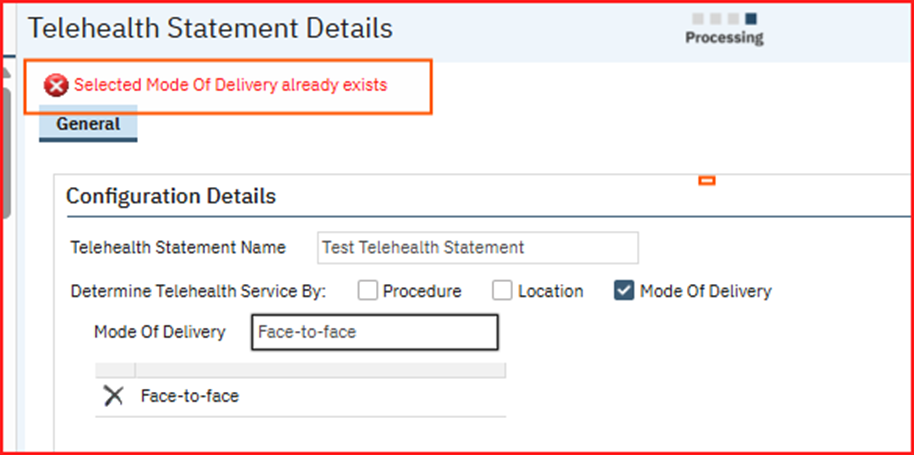 Telehealth Statement Details
Processing
Selected Mode Of Delivery already exists
General
Configuration Details
Telehealth Statement Name Test Telehealth Statement
Determine Telehealth Service By: Procedure Location Mode Of Delivery
Mode Of Delivery Face-to-face
Face-to-face